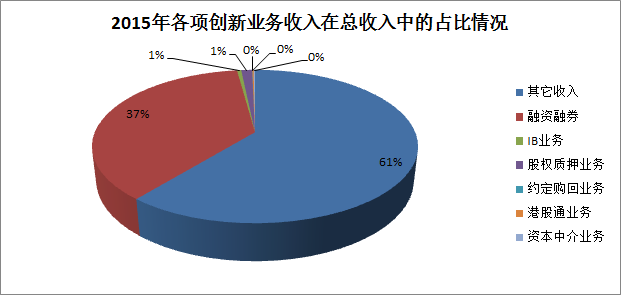 2015年各项创新业务收入在总收入中的占比情况
1%
1%
0%
0%
0%
37%
61%
其它收入
融资融券
IB业务
股权质押业务
约定购回业务
港股通业务
资本中介业务